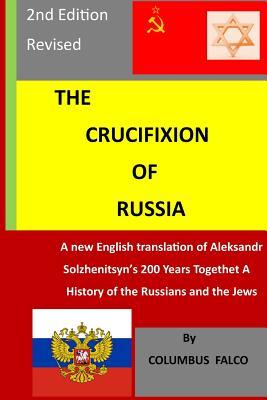 2nd Edition
Revised
THE
CRUCIFIXION
OF
RUSSIA
A new English translation of Aleksandr
Solzhenitsyn's 200 Years Togethet A
History of the Russians and the Jews
By
COLUMBUS FALCO